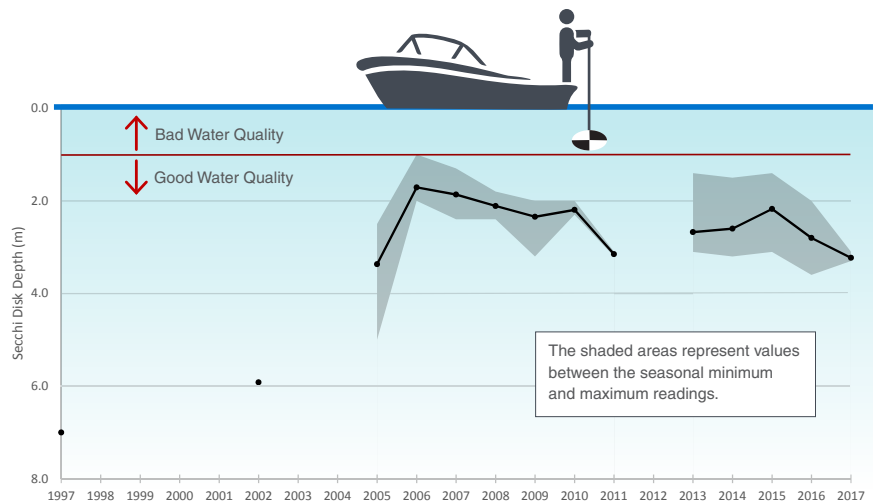 0.0
Bad Water Quality
Good Water Quality
2.0
4.0
6.0
8.0
Secchi Disk Depth (m)
The shaded areas represent values
between the seasonal minimum
and maximum readings.
1997 1998 1999 2000 2001 2002 2003 2004 2005 2006 2007 2008 2009 2010 2011 2012 2013 2014 2015 2016 2017